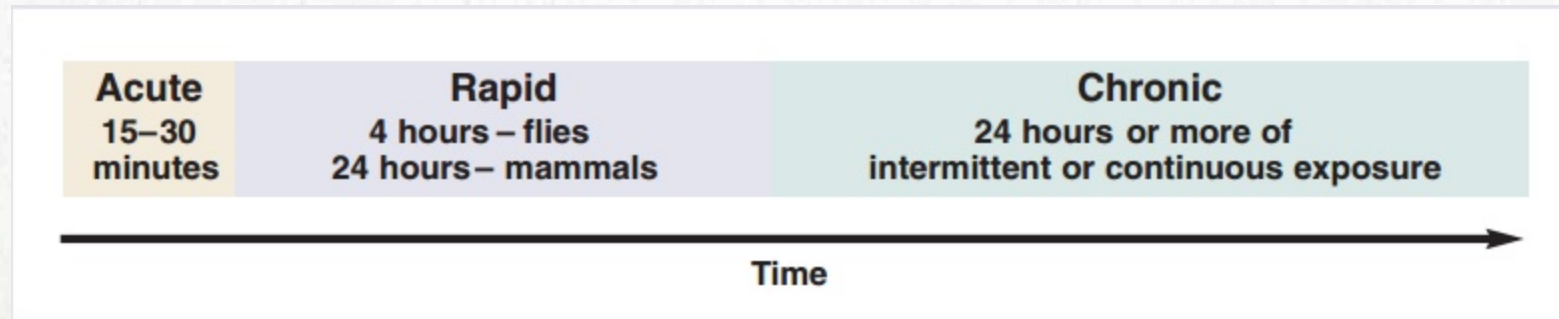 Acute
15–30
minutes
Rapid
4 hours – flies
24 hours – mammals
Chronic
24 hours or more of
intermittent or continuous exposure
Time